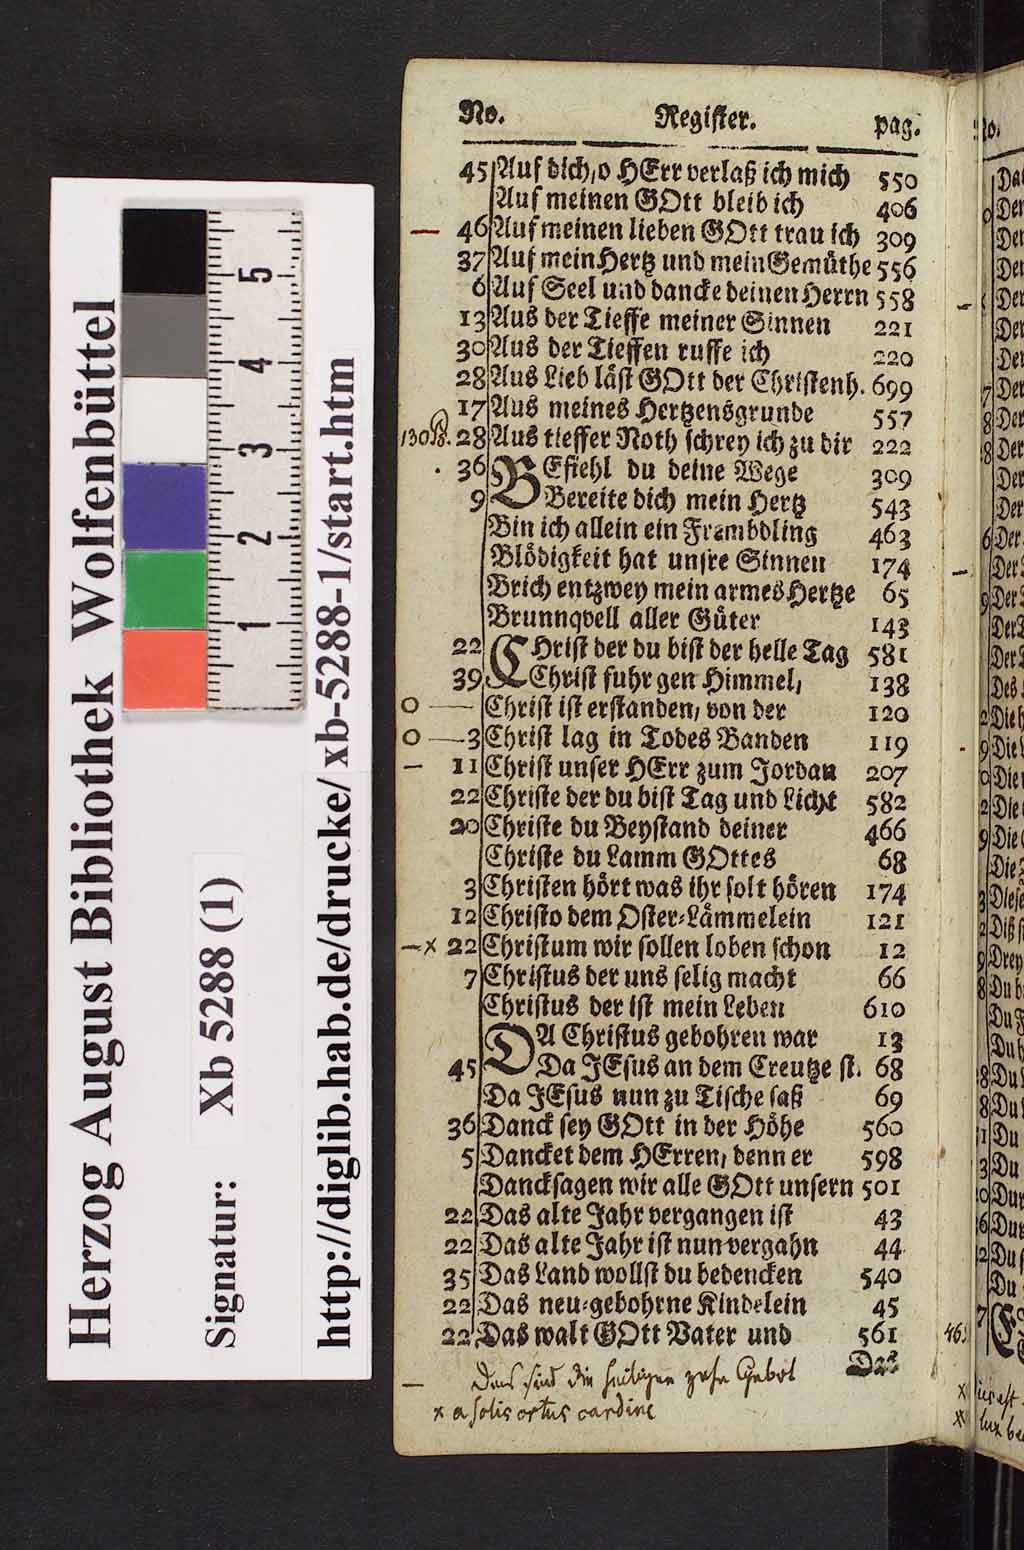 Herzog August Bibliothek Wolfenbüttel
Signatur: Xb 5288 (1)
http://diglib.hab.de/drucke/xb-5288-1/start.htm
5
4
3
2
1
No. Register. pag.
45 Auf dich, o HErr verlaß ich mich 550
Auf meinen GOtt bleib ich 406
— 46 Auf meinen lieben GOtt trau ich 309
37 Auf mein Hertz und mein Gemüthe 556
6 Auf Seel und dancke deinen Herrn 558
13 Aus der Tieffe meiner Sinnen 221
30 Aus der Tieffen ruffe ich 220
28 Aus Lieb läst GOtt der Christenh. 699
17 Aus meines Hertzensgrunde 557
130 Ps. 28 Aus tieffer Noth schrey ich zu dir 222
. 36 BEfiehl du deine Wege 309
9 Bereite dich mein Hertz 543
Bin ich allein ein Frembdling 463
Blödigkeit hat unsre Sinnen 174
Brich entzwey mein armes Hertze 65
Brunnqvell aller Güter 143
22 CHrist der du bist der helle Tag 581
39 Christ fuhr gen Himmel, 138
O — Christ ist erstanden, von der 120
O — 3 Christ lag in Todes Banden 119
— 11 Christ unser HErr zum Jordan 207
22 Christe der du bist Tag und Licht 582
20 Christe du Beystand deiner 466
Christe du Lamm GOttes 68
3 Christen hört was ihr solt hören 174
12 Christo dem Oster-Lämmelein 121
— x 22 Christum wir sollen loben schon 12
7 Christus der uns selig macht 66
Christus der ist mein Leben 610
DA Christus gebohren war 13
45 Da JEsus an dem Creutze st. 68
Da JEsus nun zu Tische saß 69
36 Danck sey GOtt in der Höhe 560
5 Dancket dem HErren, denn er 598
Dancksagen wir alle GOtt unsern 501
22 Das alte Jahr vergangen ist 43
22 Das alte Jahr ist nun vergahn 44
35 Das Land wollst du bedencken 540
22 Das neu-gebohrne Kindelein 45
22 Das walt GOtt Vater und 561
Das
— Dies sind die heiligen zehn Gebot
x a solis ortus cardine